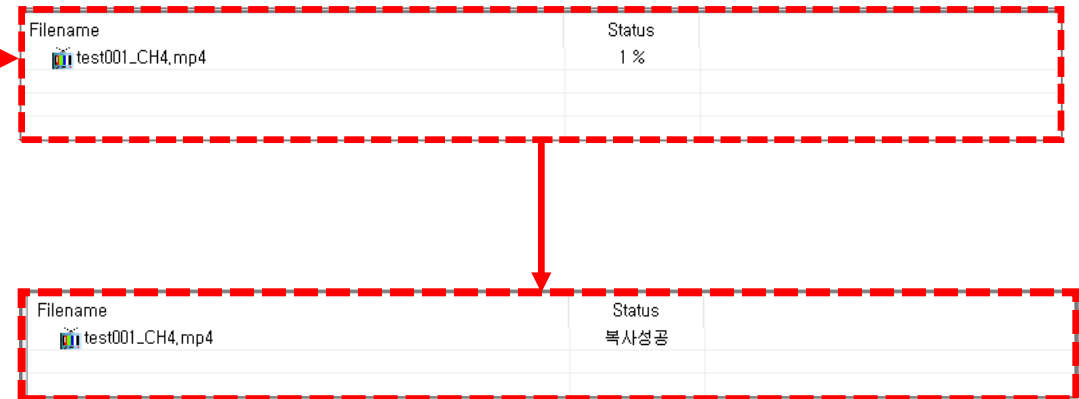 Filename Status
test001_CH4.mp4 1 %
Filename Status
test001_CH4.mp4 복사성공